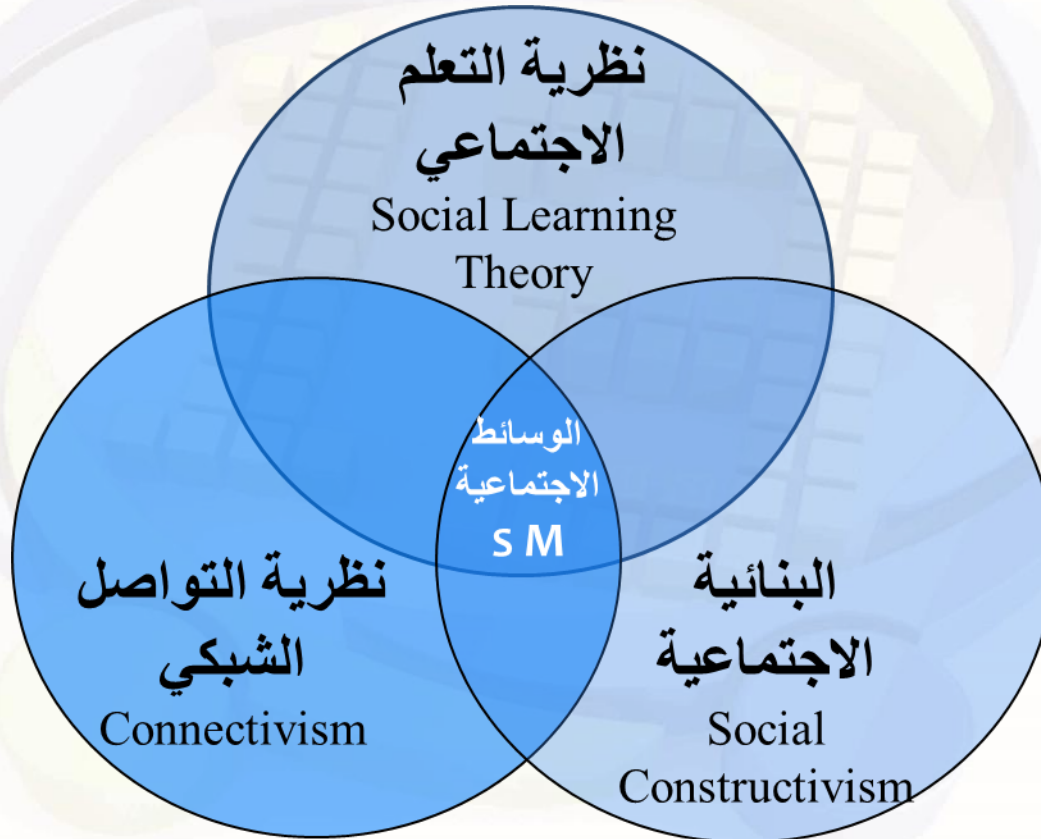 نظرية التعلم
الاجتماعي
Social Learning
Theory
الوسائط
الاجتماعية
S M
نظرية التواصل
الشبكي
Connectivism
البنائية
الاجتماعية
Social
Constructivism